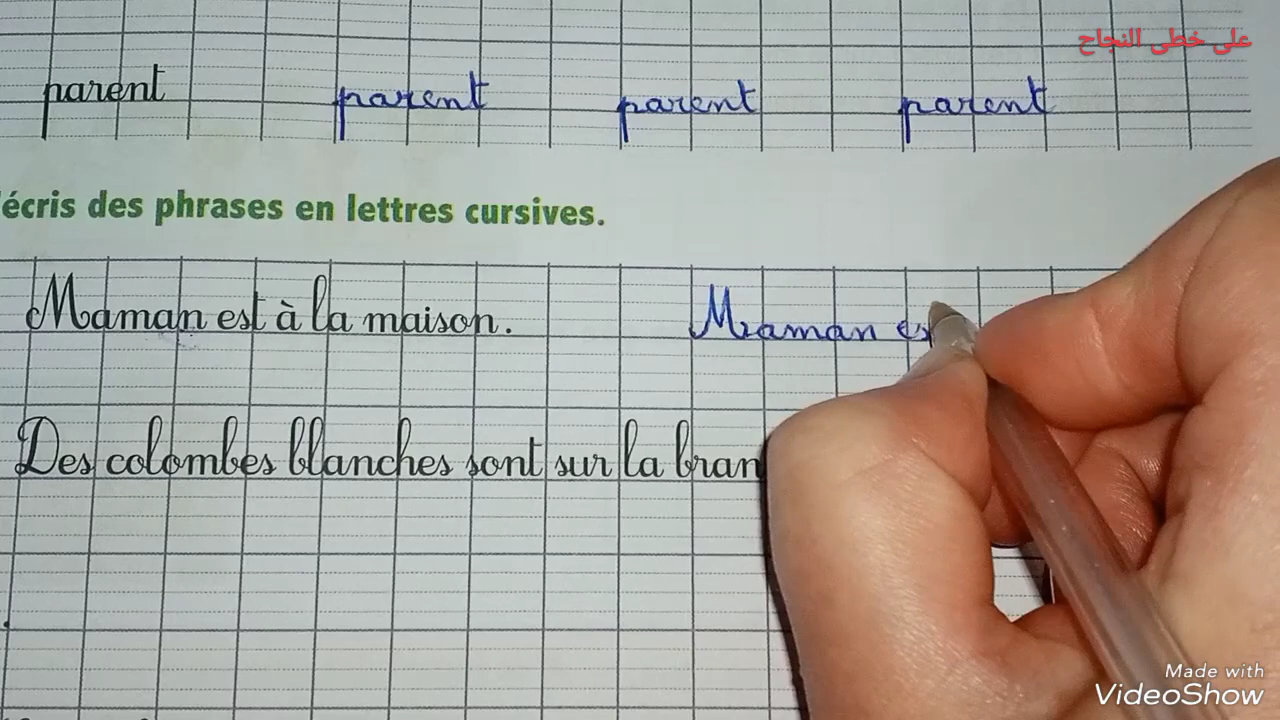 على خطى النجاح
parent parent parent parent
écris des phrases en lettres cursives.
Maman est à la maison. Maman es
Des colombes blanches sont sur la bran
Made with
VideoShow